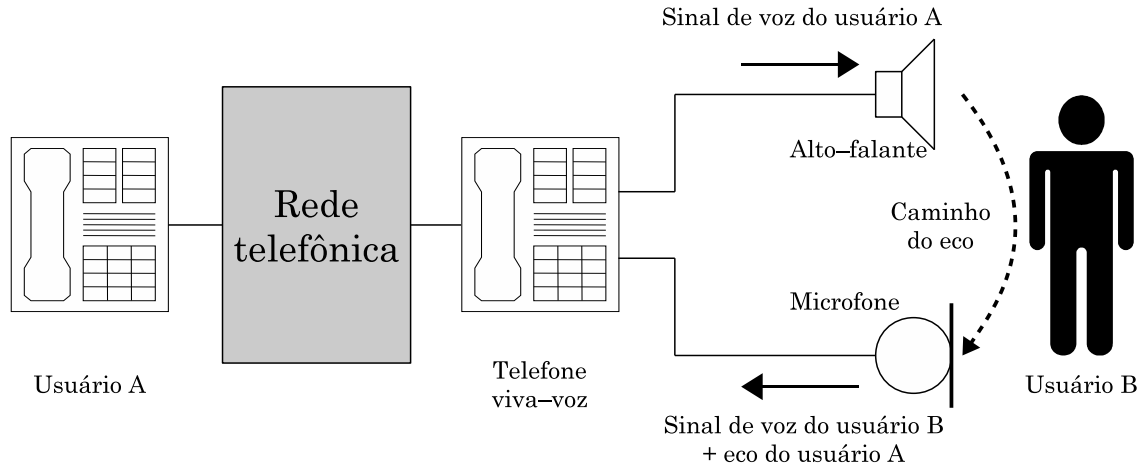 Sinal de voz do usuário A
Alto–falante
Rede
telefônica
Caminho
do eco
Microfone
Usuário A
Telefone
viva–voz
Usuário B
Sinal de voz do usuário B
+ eco do usuário A